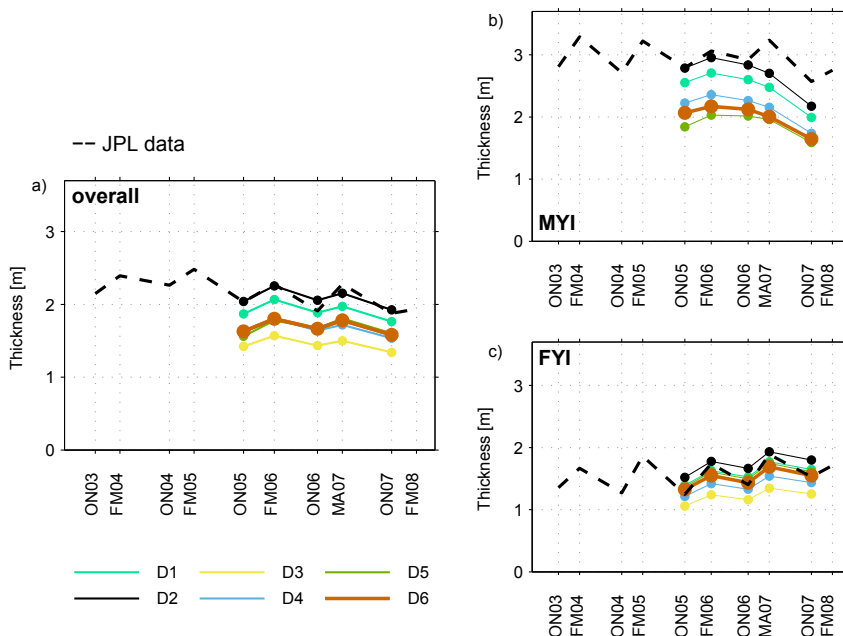 JPL data
a)
overall
Thickness [m]
3
2
1
0
ON03
FM04
ON04
FM05
ON05
FM06
ON06
MA07
ON07
FM08
b)
MYI
Thickness [m]
3
2
1
0
ON03
FM04
ON04
FM05
ON05
FM06
ON06
MA07
ON07
FM08
c)
FYI
Thickness [m]
3
2
1
0
ON03
FM04
ON04
FM05
ON05
FM06
ON06
MA07
ON07
FM08
D1 D3 D5
D2 D4 D6